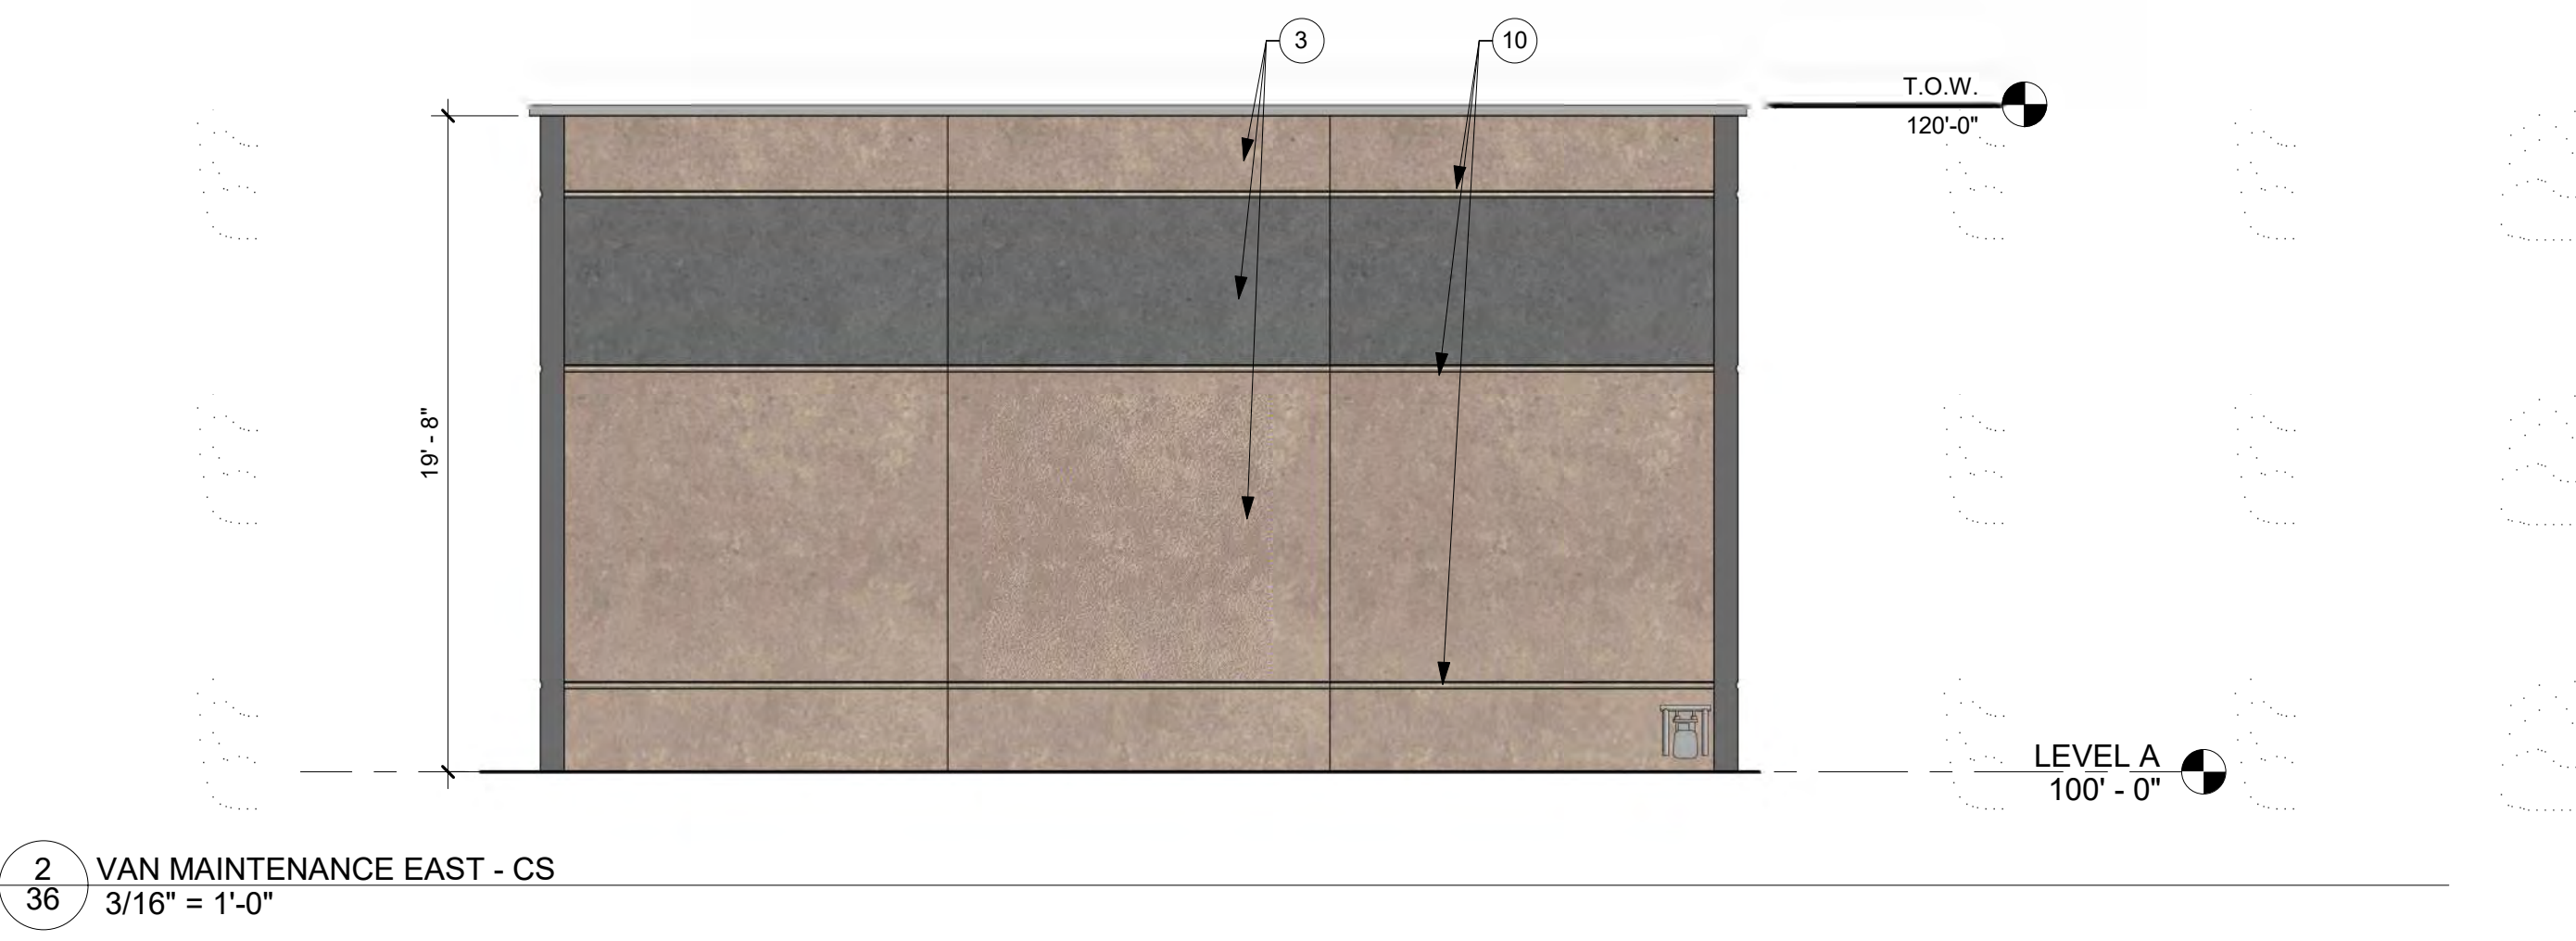 3
10
T.O.W.
120'-0"
19' - 8"
LEVEL A
100' - 0"
2
36
VAN MAINTENANCE EAST - CS
3/16" = 1'-0"